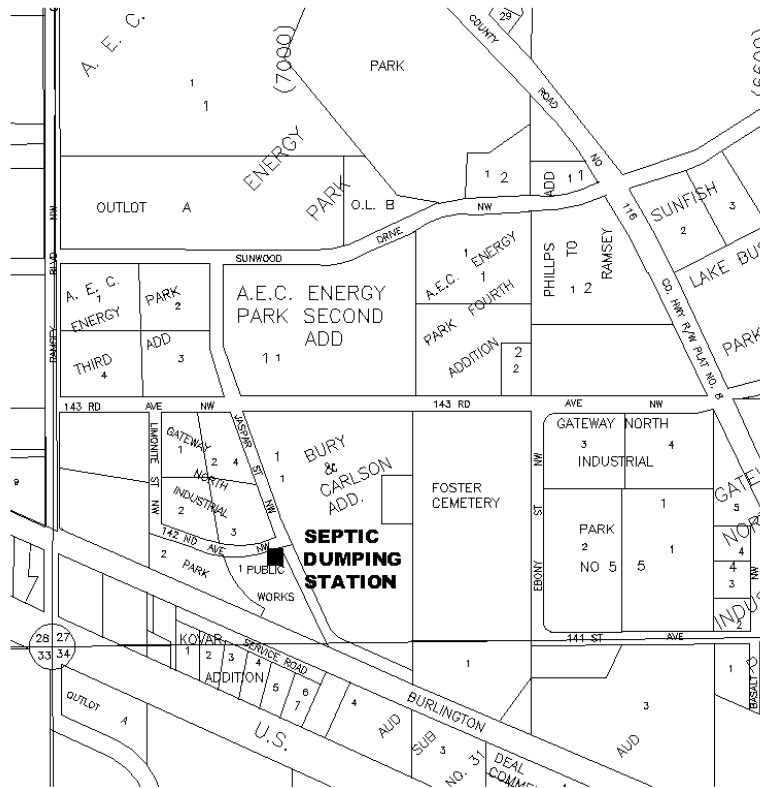 29
COUNTY
ROAD
NO
116
A. E. C.
(7000)
PARK
(6600)
1
1
ENERGY
PARK
1 2
ADD
1 1
SUNFISH
2
3
OUTLOT A
O.L. B
NW
DRIVE
SUNWOOD
RAMSEY
BLVD
NW
A. E. C.
1
ENERGY
PARK
2
THIRD
4
ADD
3
A.E.C. ENERGY
PARK SECOND
ADD
1 1
1
A.E.C. ENERGY
1
PARK FOURTH
ADDITION
2
2
PHILLPS
TO
RAMSEY
1 2
LAKE BUS
PARK
CO. HWY R/W PLAT NO. 8
143 RD AVE NW
143 RD AVE NW
LIMONITE ST NW
JASPAR ST NW
GATEWAY
1
2
4
NORTH
INDUSTRIAL
2
3
1
1
BURY
&
CARLSON
ADD.
FOSTER
CEMETERY
NW
ST
EBONY
GATEWAY NORTH
3
4
INDUSTRIAL
1
PARK
2
1
NO 5 5
GATEW
5
NORT
4
4
3
INDUS
2
NW
9
142 ND AVE NW
2
PARK
1 PUBLIC
WORKS
SEPTIC
DUMPING
STATION
28 27
33 34
KOVAR
1
2
3
4
5
6
7
ADDITION
SERVICE ROAD
141 ST AVE
1
1
BASALT
OUTLOT A
U.S.
BURLINGTON
4
AUD
SUB
3
NO. 31
DEAL
3
AUD